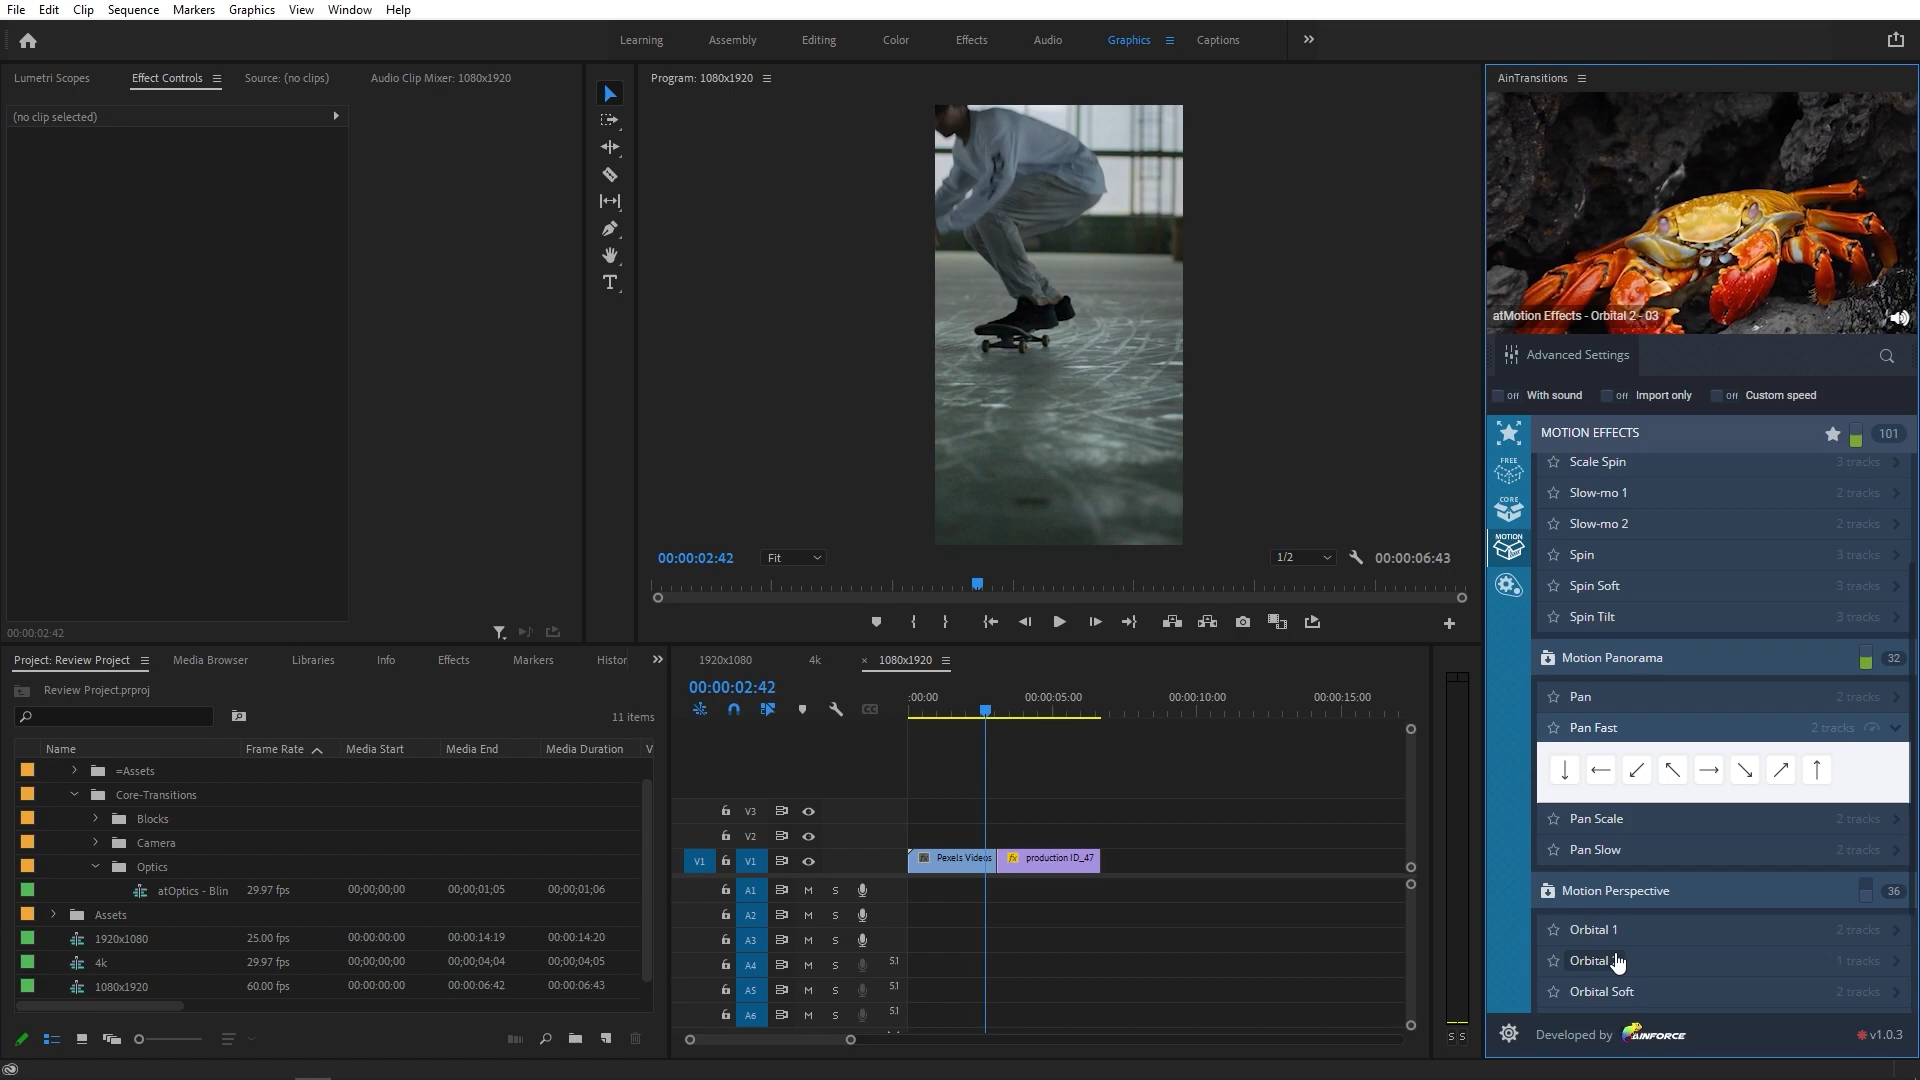 File Edit Clip Sequence Markers Graphics View Window Help
Learning Assembly Editing Color Effects Audio Graphics Captions
Lumetri Scopes Effect Controls Source: (no clips) Audio Clip Mixer: 1080x1920
(no clip selected)
00:00:02:42
Program: 1080x1920
00:00:02:42 Fit 1/2 00:00:06:43
AinTransitions
atMotion Effects - Orbital 2 - 03
Advanced Settings
Off With sound Off Import only Off Custom speed
FREE
CORE
MOTION
MOTION EFFECTS 101
Scale Spin 3 tracks
Slow-mo 1 2 tracks
Slow-mo 2 2 tracks
Spin 3 tracks
Spin Soft 3 tracks
Spin Tilt 3 tracks
Motion Panorama 32
Pan 2 tracks
Pan Fast 2 tracks
Pan Scale 2 tracks
Pan Slow 2 tracks
Motion Perspective 36
Orbital 1 2 tracks
Orbital 1 tracks
Orbital Soft 2 tracks
Developed by AINFORCE v1.0.3
Project: Review Project Media Browser Libraries Info Effects Markers Histor
Review Project.prproj
11 items
Name Frame Rate Media Start Media End Media Duration V
=Assets
Core-Transitions
Blocks
Camera
Optics
atOptics - Blin 29.97 fps 00;00;00;00 00;00;01;05 00;00;01;06
Assets
1920x1080 25.00 fps 00:00:00:00 00:00:14:19 00:00:14:20
4k 29.97 fps 00;00;00;00 00;00;04;04 00;00;04;05
1080x1920 60.00 fps 00:00:00:00 00:00:06:42 00:00:06:43
1920x1080 4k × 1080x1920
00:00:02:42
:00:00 00:00:05:00 00:00:10:00 00:00:15:00
V3
V2
V1 V1 fx Pexels Videos fx production ID_47
A1 M S
A2 M S
A3 M S
A4 M S 5.1
A5 M S 5.1
A6 M S 5.1
S S